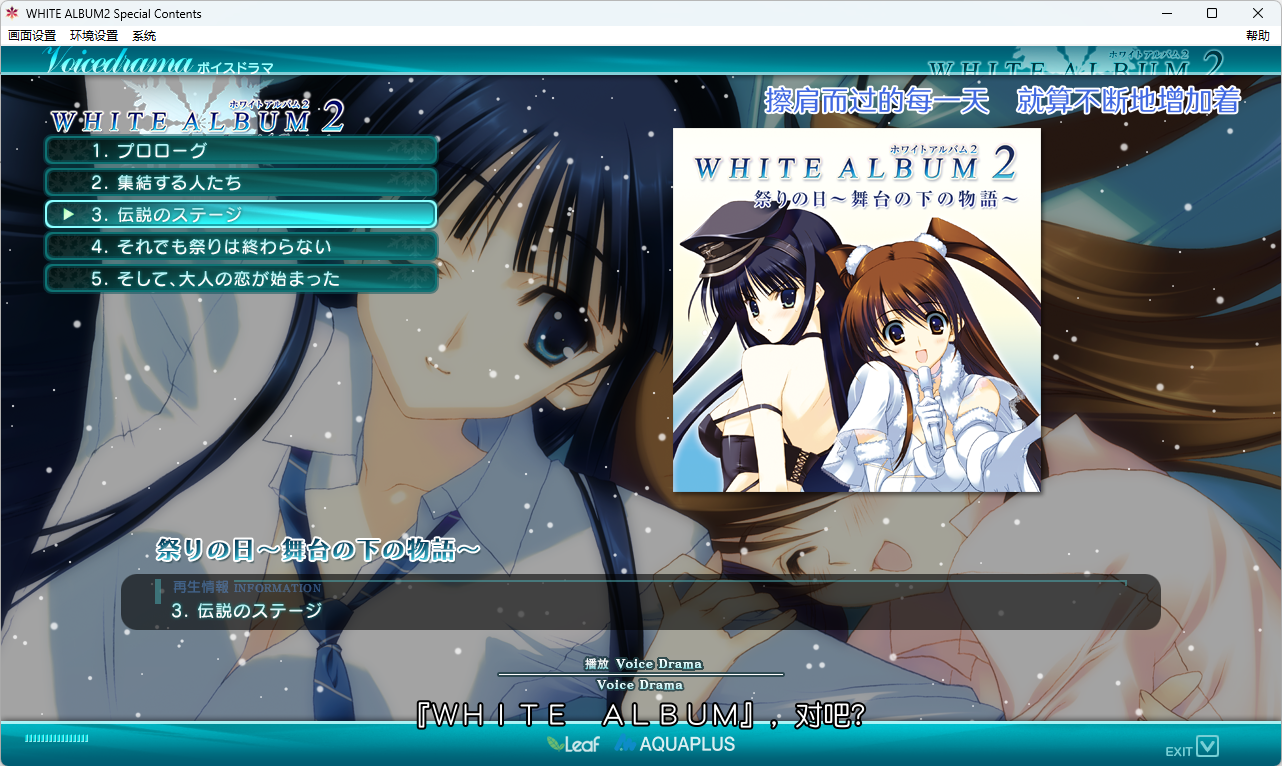 WHITE ALBUM2 Special Contents
画面设置 环境设置 系统 帮助
Voicedrama ボイスドラマ
ホワイトアルバム2
WHITE ALBUM 2
擦肩而过的每一天 就算不断地增加着
ホワイトアルバム2
WHITE ALBUM 2
1. プロローグ
2. 集結する人たち
3. 伝説のステージ
4. それでも祭りは終わらない
5. そして、大人の恋が始まった
ホワイトアルバム2
WHITE ALBUM 2
祭りの日～舞台の下の物語～
祭りの日～舞台の下の物語～
再生情報 INFORMATION
3. 伝説のステージ
播放 Voice Drama
Voice Drama
『ＷＨＩＴＥ　ＡＬＢＵＭ』，对吧?
Leaf AQUAPLUS
EXIT